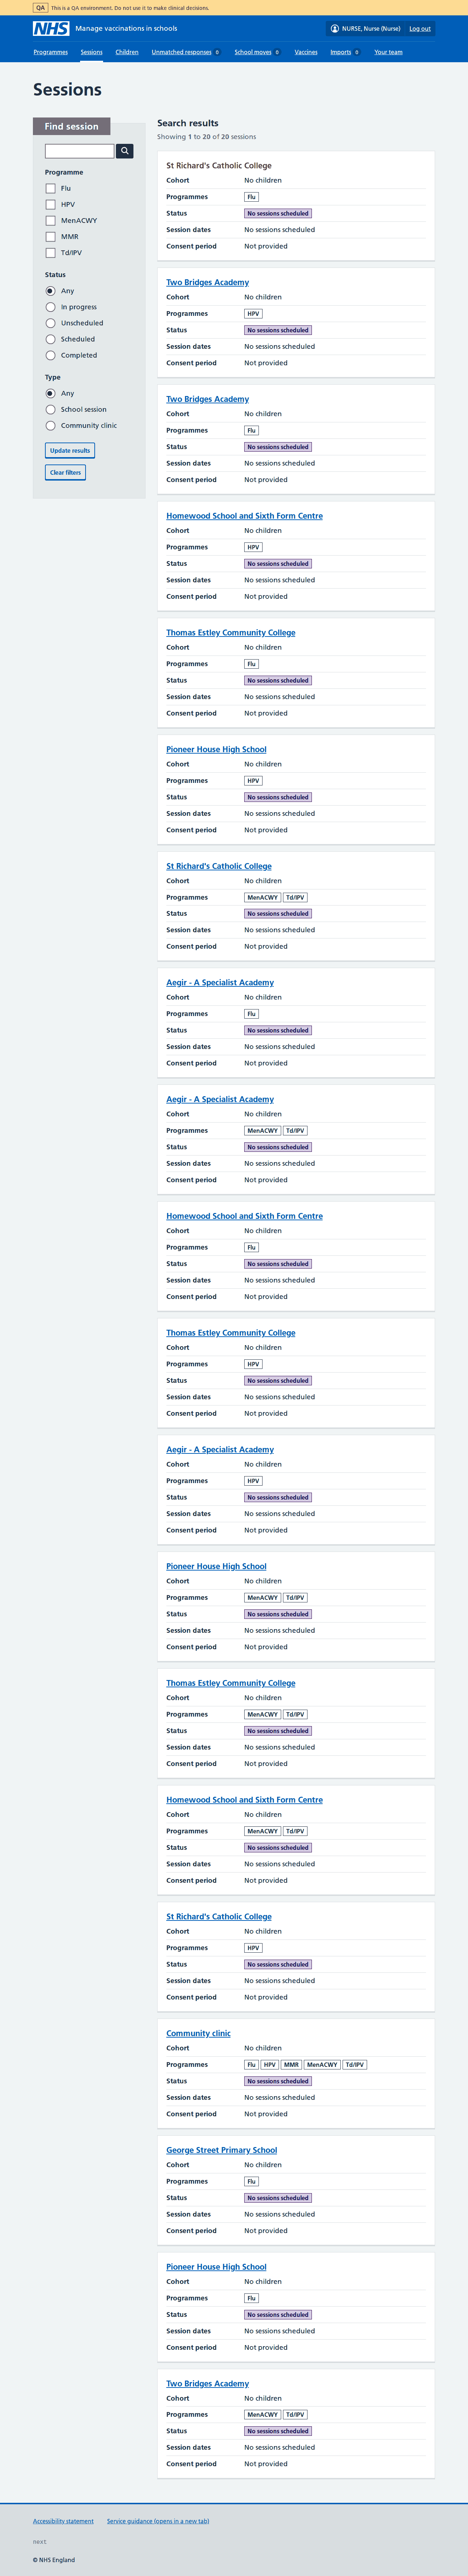 QA This is a QA environment. Do not use it to make clinical decisions.
NHS Manage vaccinations in schools NURSE, Nurse (Nurse) Log out
Programmes Sessions Children Unmatched responses 0 School moves 0 Vaccines Imports 0 Your team
Sessions
Find session
Programme
Flu
HPV
MenACWY
MMR
Td/IPV
Status
Any
In progress
Unscheduled
Scheduled
Completed
Type
Any
School session
Community clinic
Update results
Clear filters
Search results
Showing 1 to 20 of 20 sessions
St Richard's Catholic College
Cohort No children
Programmes Flu
Status No sessions scheduled
Session dates No sessions scheduled
Consent period Not provided
Two Bridges Academy
Cohort No children
Programmes HPV
Status No sessions scheduled
Session dates No sessions scheduled
Consent period Not provided
Two Bridges Academy
Cohort No children
Programmes Flu
Status No sessions scheduled
Session dates No sessions scheduled
Consent period Not provided
Homewood School and Sixth Form Centre
Cohort No children
Programmes HPV
Status No sessions scheduled
Session dates No sessions scheduled
Consent period Not provided
Thomas Estley Community College
Cohort No children
Programmes Flu
Status No sessions scheduled
Session dates No sessions scheduled
Consent period Not provided
Pioneer House High School
Cohort No children
Programmes HPV
Status No sessions scheduled
Session dates No sessions scheduled
Consent period Not provided
St Richard's Catholic College
Cohort No children
Programmes MenACWY Td/IPV
Status No sessions scheduled
Session dates No sessions scheduled
Consent period Not provided
Aegir - A Specialist Academy
Cohort No children
Programmes Flu
Status No sessions scheduled
Session dates No sessions scheduled
Consent period Not provided
Aegir - A Specialist Academy
Cohort No children
Programmes MenACWY Td/IPV
Status No sessions scheduled
Session dates No sessions scheduled
Consent period Not provided
Homewood School and Sixth Form Centre
Cohort No children
Programmes Flu
Status No sessions scheduled
Session dates No sessions scheduled
Consent period Not provided
Thomas Estley Community College
Cohort No children
Programmes HPV
Status No sessions scheduled
Session dates No sessions scheduled
Consent period Not provided
Aegir - A Specialist Academy
Cohort No children
Programmes HPV
Status No sessions scheduled
Session dates No sessions scheduled
Consent period Not provided
Pioneer House High School
Cohort No children
Programmes MenACWY Td/IPV
Status No sessions scheduled
Session dates No sessions scheduled
Consent period Not provided
Thomas Estley Community College
Cohort No children
Programmes MenACWY Td/IPV
Status No sessions scheduled
Session dates No sessions scheduled
Consent period Not provided
Homewood School and Sixth Form Centre
Cohort No children
Programmes MenACWY Td/IPV
Status No sessions scheduled
Session dates No sessions scheduled
Consent period Not provided
St Richard's Catholic College
Cohort No children
Programmes HPV
Status No sessions scheduled
Session dates No sessions scheduled
Consent period Not provided
Community clinic
Cohort No children
Programmes Flu HPV MMR MenACWY Td/IPV
Status No sessions scheduled
Session dates No sessions scheduled
Consent period Not provided
George Street Primary School
Cohort No children
Programmes Flu
Status No sessions scheduled
Session dates No sessions scheduled
Consent period Not provided
Pioneer House High School
Cohort No children
Programmes Flu
Status No sessions scheduled
Session dates No sessions scheduled
Consent period Not provided
Two Bridges Academy
Cohort No children
Programmes MenACWY Td/IPV
Status No sessions scheduled
Session dates No sessions scheduled
Consent period Not provided
Accessibility statement Service guidance (opens in a new tab)
next
© NHS England